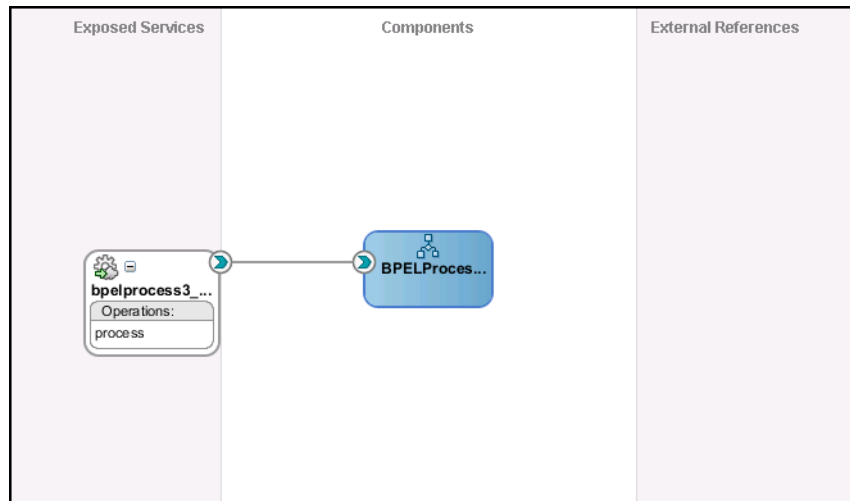 Exposed Services
Components
External References
bpelprocess3_...
Operations:
process
BPELProces...